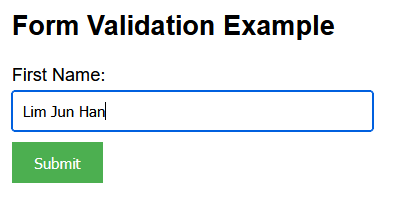 Form Validation Example
First Name:
Lim Jun Han
Submit